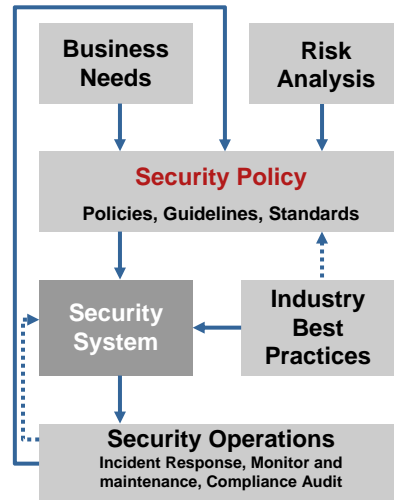 Business
Needs
Risk
Analysis
Security Policy
Policies, Guidelines, Standards
Security
System
Industry
Best
Practices
Security Operations
Incident Response, Monitor and
maintenance, Compliance Audit